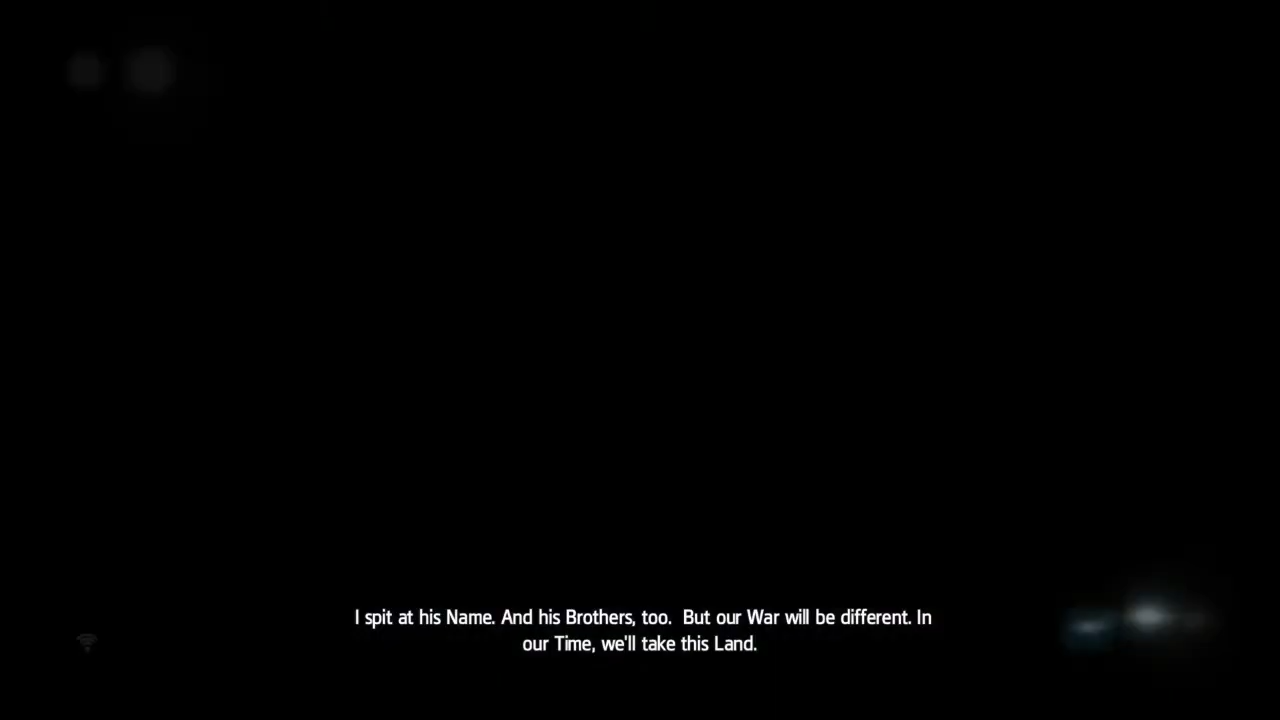 I spit at his Name. And his Brothers, too.  But our War will be different. In
our Time, we'll take this Land.